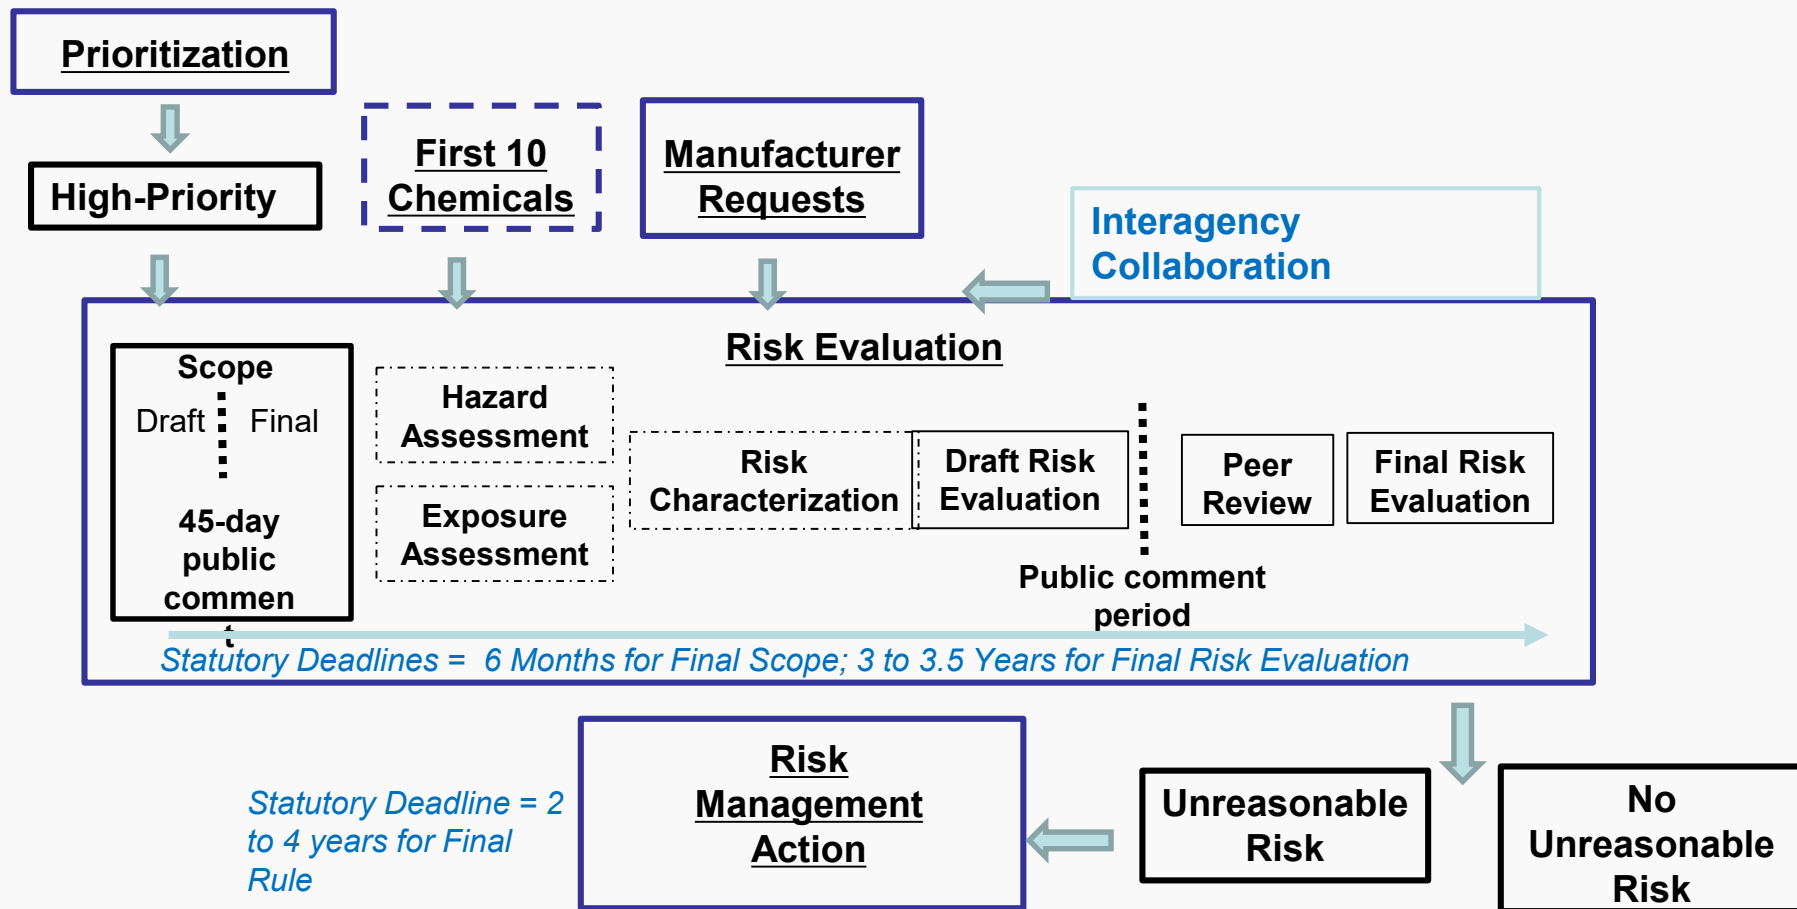 Prioritization
High-Priority
First 10
Chemicals
Manufacturer
Requests
Interagency
Collaboration
Risk Evaluation
Scope
Draft
Final
45-day
public
commen
t
Hazard
Assessment
Exposure
Assessment
Risk
Characterization
Draft Risk
Evaluation
Public comment
period
Peer
Review
Final Risk
Evaluation
Statutory Deadlines = 6 Months for Final Scope; 3 to 3.5 Years for Final Risk Evaluation
Statutory Deadline = 2
to 4 years for Final
Rule
Risk
Management
Action
Unreasonable
Risk
No
Unreasonable
Risk